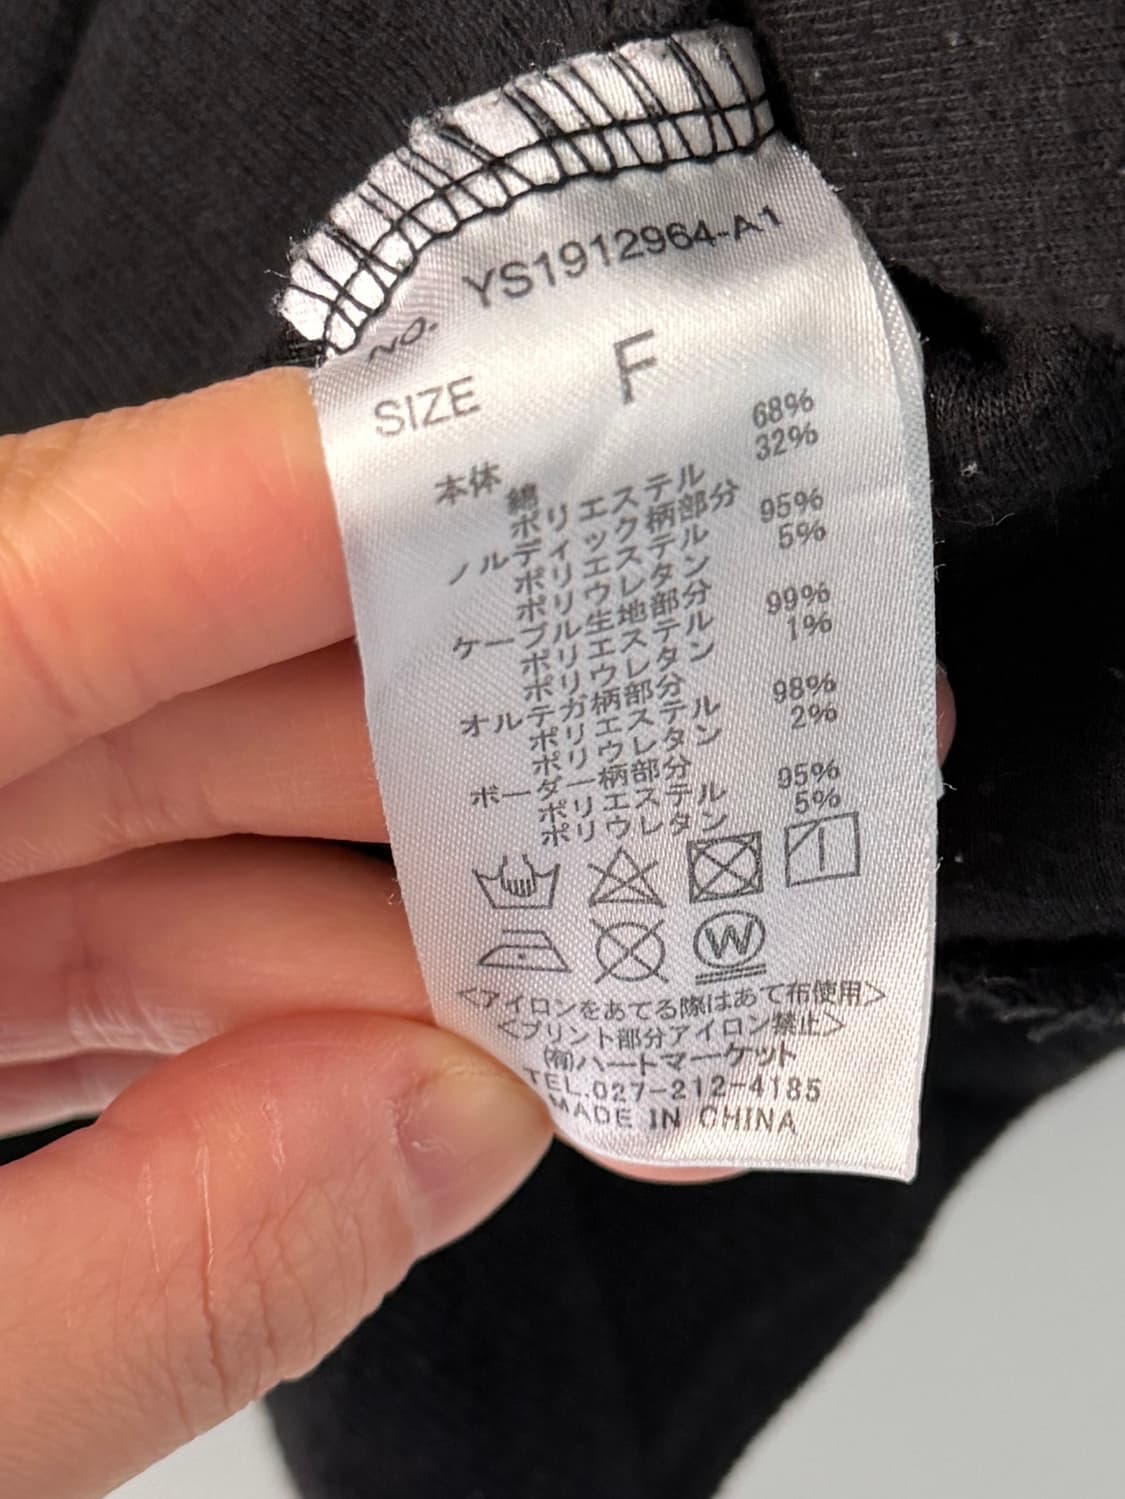 NO. YS1912964-A1
SIZE F
本体
綿 68%
ポリエステル 32%
ノルディック柄部分
ポリエステル 95%
ポリウレタン 5%
ケーブル生地部分
ポリエステル 99%
ポリウレタン 1%
オルテガ柄部分
ポリエステル 98%
ポリウレタン 2%
ボーダー柄部分
ポリエステル 95%
ポリウレタン 5%
W
<アイロンをあてる際はあて布使用>
<プリント部分アイロン禁止>
(有)ハートマーケット
TEL.027-212-4185
MADE IN CHINA